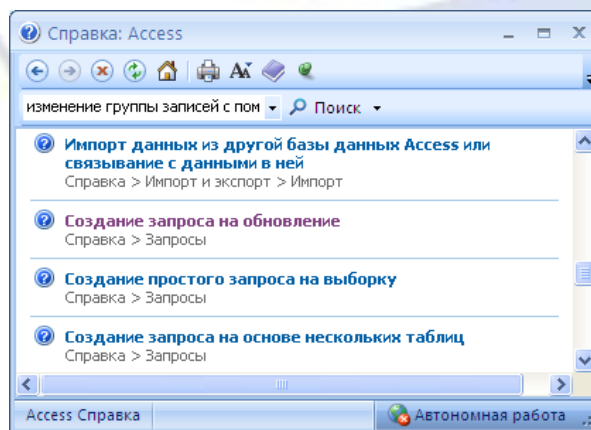 Справка: Access
изменение группы записей с пом
Поиск
Импорт данных из другой базы данных Access или
связывание с данными в ней
Справка > Импорт и экспорт > Импорт
Создание запроса на обновление
Справка > Запросы
Создание простого запроса на выборку
Справка > Запросы
Создание запроса на основе нескольких таблиц
Справка > Запросы
Access Справка
Автономная работа